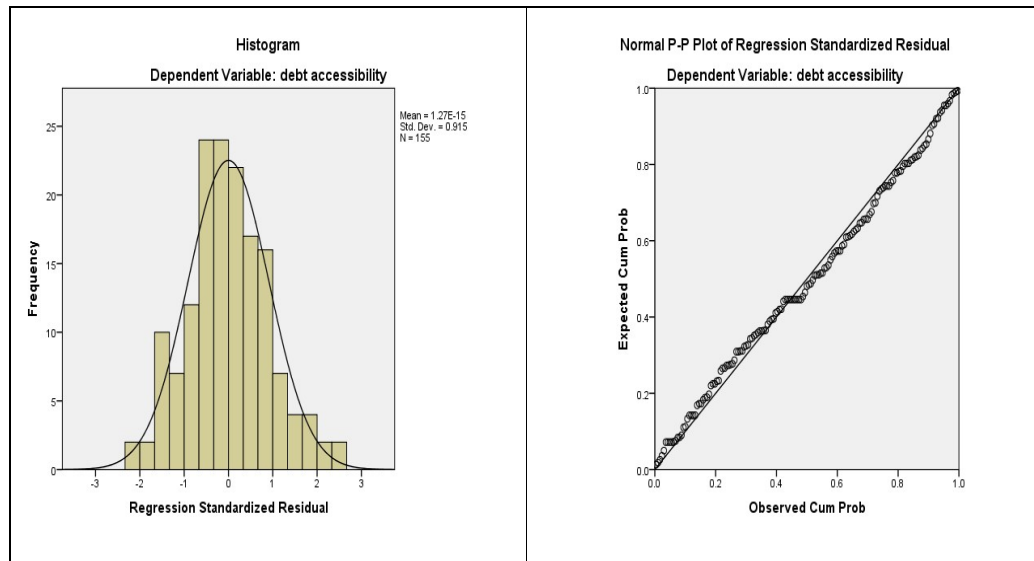 Histogram
Dependent Variable: debt accessibility
Mean = 1.27E-15
Std. Dev. = 0.915
N = 155
25
20
15
10
5
0
Frequency
-3 -2 -1 0 1 2 3
Regression Standardized Residual
Normal P-P Plot of Regression Standardized Residual
Dependent Variable: debt accessibility
1.0
0.8
0.6
0.4
0.2
0.0
Expected Cum Prob
0.0 0.2 0.4 0.6 0.8 1.0
Observed Cum Prob